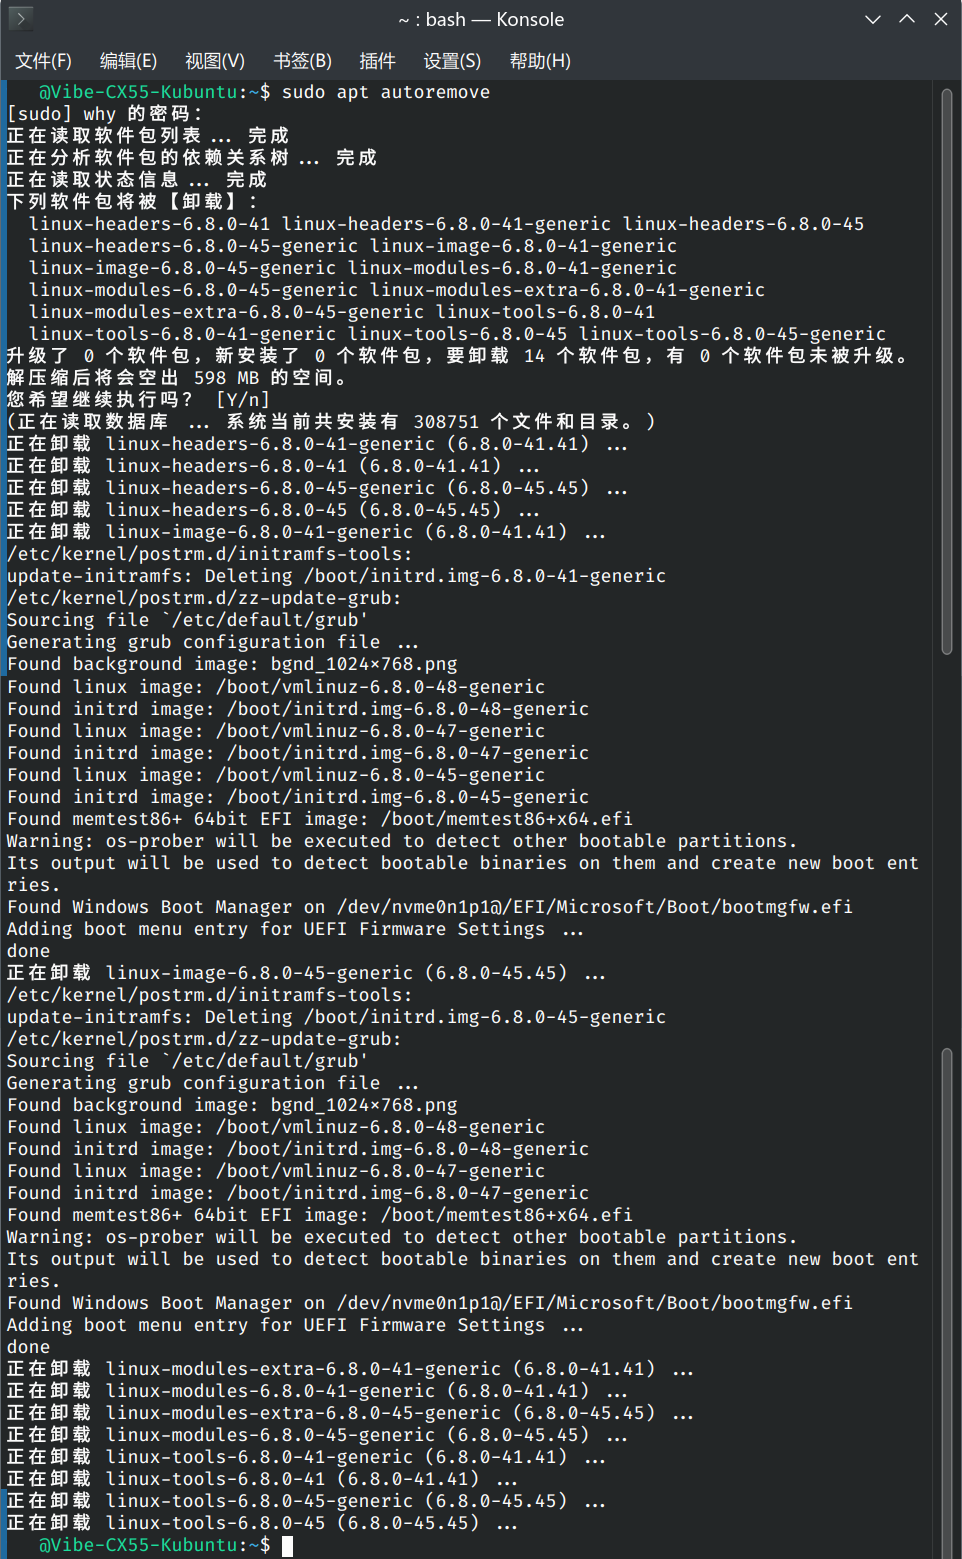 ~ : bash — Konsole
文件(F) 编辑(E) 视图(V) 书签(B) 插件 设置(S) 帮助(H)
@Vibe-CX55-Kubuntu:~$ sudo apt autoremove
[sudo] why 的密码：
正在读取软件包列表... 完成
正在分析软件包的依赖关系树... 完成
正在读取状态信息... 完成
下列软件包将被【卸载】：
linux-headers-6.8.0-41 linux-headers-6.8.0-41-generic linux-headers-6.8.0-45
linux-headers-6.8.0-45-generic linux-image-6.8.0-41-generic
linux-image-6.8.0-45-generic linux-modules-6.8.0-41-generic
linux-modules-6.8.0-45-generic linux-modules-extra-6.8.0-41-generic
linux-modules-extra-6.8.0-45-generic linux-tools-6.8.0-41
linux-tools-6.8.0-41-generic linux-tools-6.8.0-45 linux-tools-6.8.0-45-generic
升级了 0 个软件包，新安装了 0 个软件包，要卸载 14 个软件包，有 0 个软件包未被升级。
解压缩后将会空出 598 MB 的空间。
您希望继续执行吗？ [Y/n]
(正在读取数据库 ... 系统当前共安装有 308751 个文件和目录。)
正在卸载 linux-headers-6.8.0-41-generic (6.8.0-41.41) ...
正在卸载 linux-headers-6.8.0-41 (6.8.0-41.41) ...
正在卸载 linux-headers-6.8.0-45-generic (6.8.0-45.45) ...
正在卸载 linux-headers-6.8.0-45 (6.8.0-45.45) ...
正在卸载 linux-image-6.8.0-41-generic (6.8.0-41.41) ...
/etc/kernel/postrm.d/initramfs-tools:
update-initramfs: Deleting /boot/initrd.img-6.8.0-41-generic
/etc/kernel/postrm.d/zz-update-grub:
Sourcing file `/etc/default/grub'
Generating grub configuration file ...
Found background image: bgnd_1024×768.png
Found linux image: /boot/vmlinuz-6.8.0-48-generic
Found initrd image: /boot/initrd.img-6.8.0-48-generic
Found linux image: /boot/vmlinuz-6.8.0-47-generic
Found initrd image: /boot/initrd.img-6.8.0-47-generic
Found linux image: /boot/vmlinuz-6.8.0-45-generic
Found initrd image: /boot/initrd.img-6.8.0-45-generic
Found memtest86+ 64bit EFI image: /boot/memtest86+x64.efi
Warning: os-prober will be executed to detect other bootable partitions.
Its output will be used to detect bootable binaries on them and create new boot ent
ries.
Found Windows Boot Manager on /dev/nvme0n1p1@/EFI/Microsoft/Boot/bootmgfw.efi
Adding boot menu entry for UEFI Firmware Settings ...
done
正在卸载 linux-image-6.8.0-45-generic (6.8.0-45.45) ...
/etc/kernel/postrm.d/initramfs-tools:
update-initramfs: Deleting /boot/initrd.img-6.8.0-45-generic
/etc/kernel/postrm.d/zz-update-grub:
Sourcing file `/etc/default/grub'
Generating grub configuration file ...
Found background image: bgnd_1024×768.png
Found linux image: /boot/vmlinuz-6.8.0-48-generic
Found initrd image: /boot/initrd.img-6.8.0-48-generic
Found linux image: /boot/vmlinuz-6.8.0-47-generic
Found initrd image: /boot/initrd.img-6.8.0-47-generic
Found memtest86+ 64bit EFI image: /boot/memtest86+x64.efi
Warning: os-prober will be executed to detect other bootable partitions.
Its output will be used to detect bootable binaries on them and create new boot ent
ries.
Found Windows Boot Manager on /dev/nvme0n1p1@/EFI/Microsoft/Boot/bootmgfw.efi
Adding boot menu entry for UEFI Firmware Settings ...
done
正在卸载 linux-modules-extra-6.8.0-41-generic (6.8.0-41.41) ...
正在卸载 linux-modules-6.8.0-41-generic (6.8.0-41.41) ...
正在卸载 linux-modules-extra-6.8.0-45-generic (6.8.0-45.45) ...
正在卸载 linux-modules-6.8.0-45-generic (6.8.0-45.45) ...
正在卸载 linux-tools-6.8.0-41-generic (6.8.0-41.41) ...
正在卸载 linux-tools-6.8.0-41 (6.8.0-41.41) ...
正在卸载 linux-tools-6.8.0-45-generic (6.8.0-45.45) ...
正在卸载 linux-tools-6.8.0-45 (6.8.0-45.45) ...
@Vibe-CX55-Kubuntu:~$